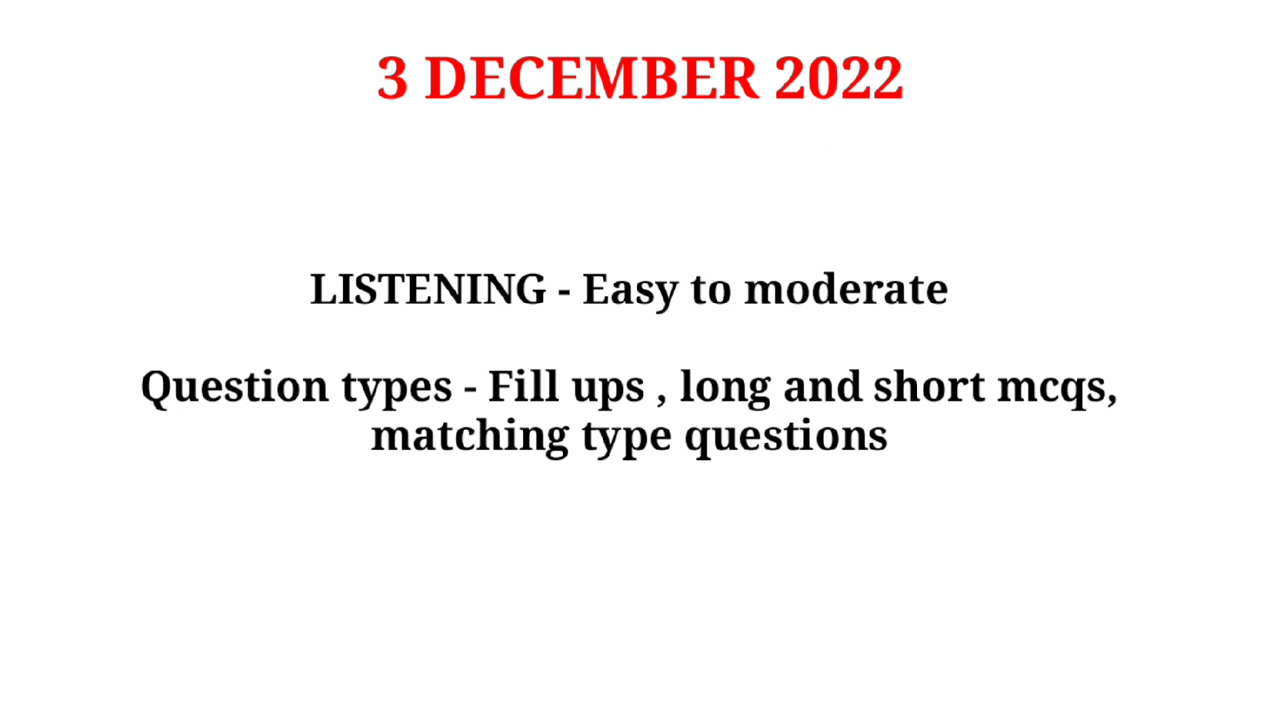 3 DECEMBER 2022
LISTENING - Easy to moderate
Question types - Fill ups , long and short mcqs,
matching type questions